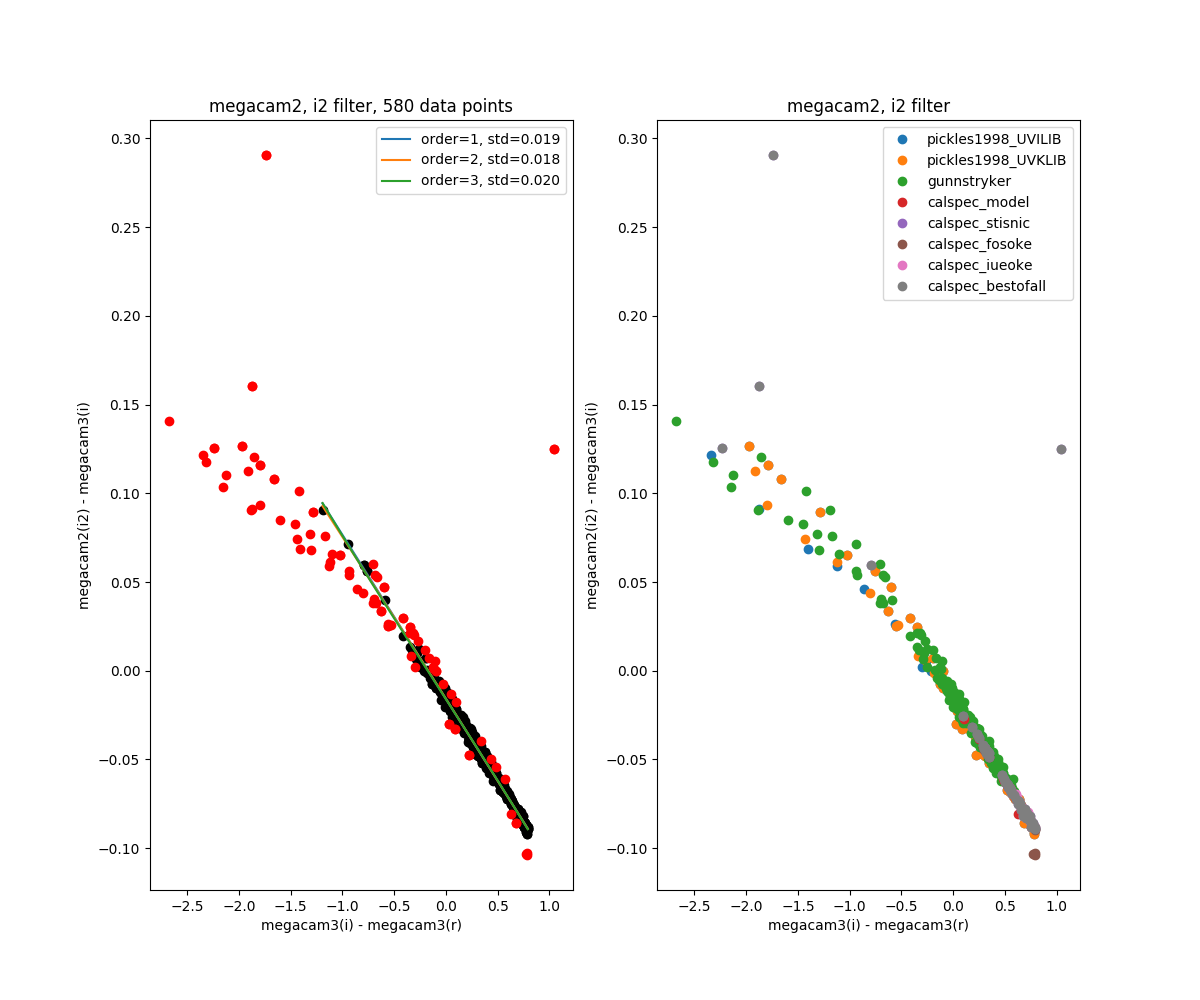 megacam2, i2 filter, 580 data points
order=1, std=0.019
order=2, std=0.018
order=3, std=0.020
0.30
0.25
0.20
0.15
0.10
0.05
0.00
−0.05
−0.10
megacam2(i2) - megacam3(i)
−2.5 −2.0 −1.5 −1.0 −0.5 0.0 0.5 1.0
megacam3(i) - megacam3(r)
megacam2, i2 filter
pickles1998_UVILIB
pickles1998_UVKLIB
gunnstryker
calspec_model
calspec_stisnic
calspec_fosoke
calspec_iueoke
calspec_bestofall
0.30
0.25
0.20
0.15
0.10
0.05
0.00
−0.05
−0.10
megacam2(i2) - megacam3(i)
−2.5 −2.0 −1.5 −1.0 −0.5 0.0 0.5 1.0
megacam3(i) - megacam3(r)